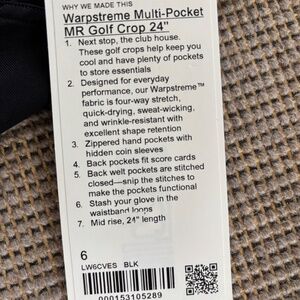 WHY WE MADE THIS
Warpstreme Multi-Pocket
MR Golf Crop 24"
1. Next stop, the club house.
These golf crops help keep you
cool and have plenty of pockets
to store essentials
2. Designed for everyday
performance, our Warpstreme™
fabric is four-way stretch,
quick-drying, sweat-wicking,
and wrinkle-resistant with
excellent shape retention
3. Zippered hand pockets with
hidden coin sleeves
4. Back pockets fit score cards
5. Back welt pockets are stitched
closed—snip the stitches to
make the pockets functional
6. Stash your glove in the
waistband loops
7. Mid rise, 24" length
6
LW6CVES BLK
000153105289